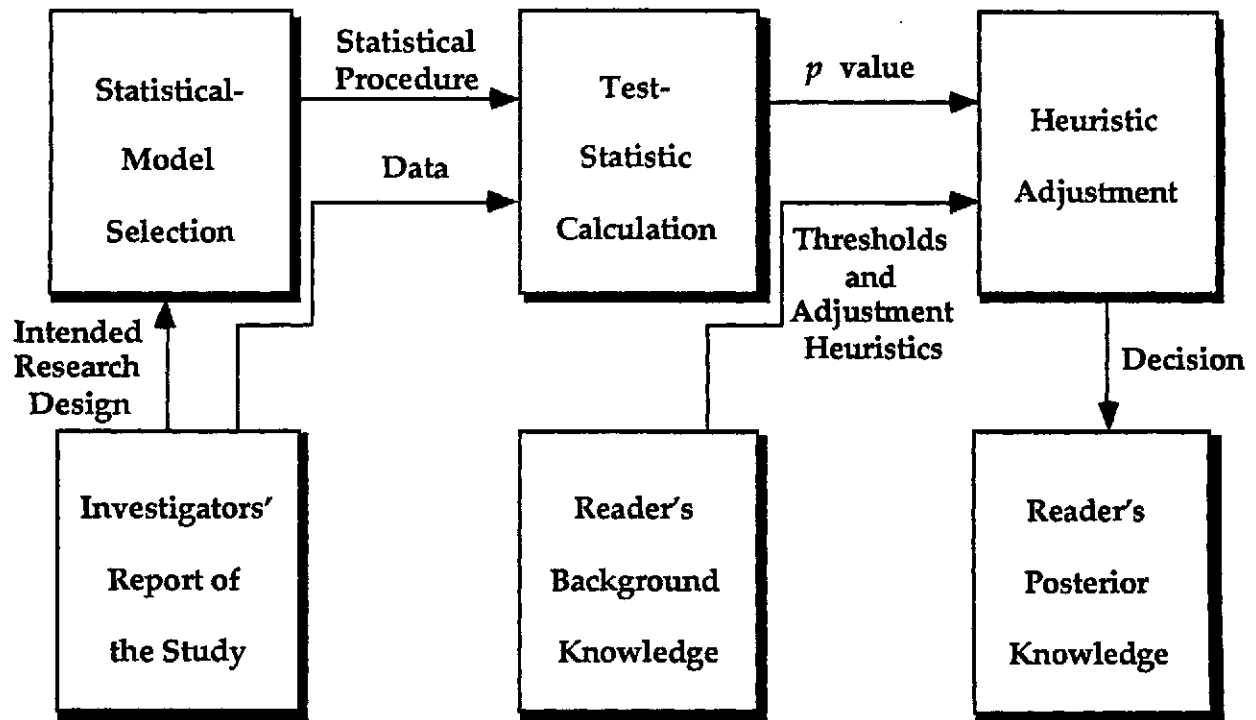 Statistical-
Model
Selection
Statistical
Procedure
Data
Test-
Statistic
Calculation
p value
Heuristic
Adjustment
Thresholds
and
Adjustment
Heuristics
Intended
Research
Design
Decision
Investigators'
Report of
the Study
Reader's
Background
Knowledge
Reader's
Posterior
Knowledge